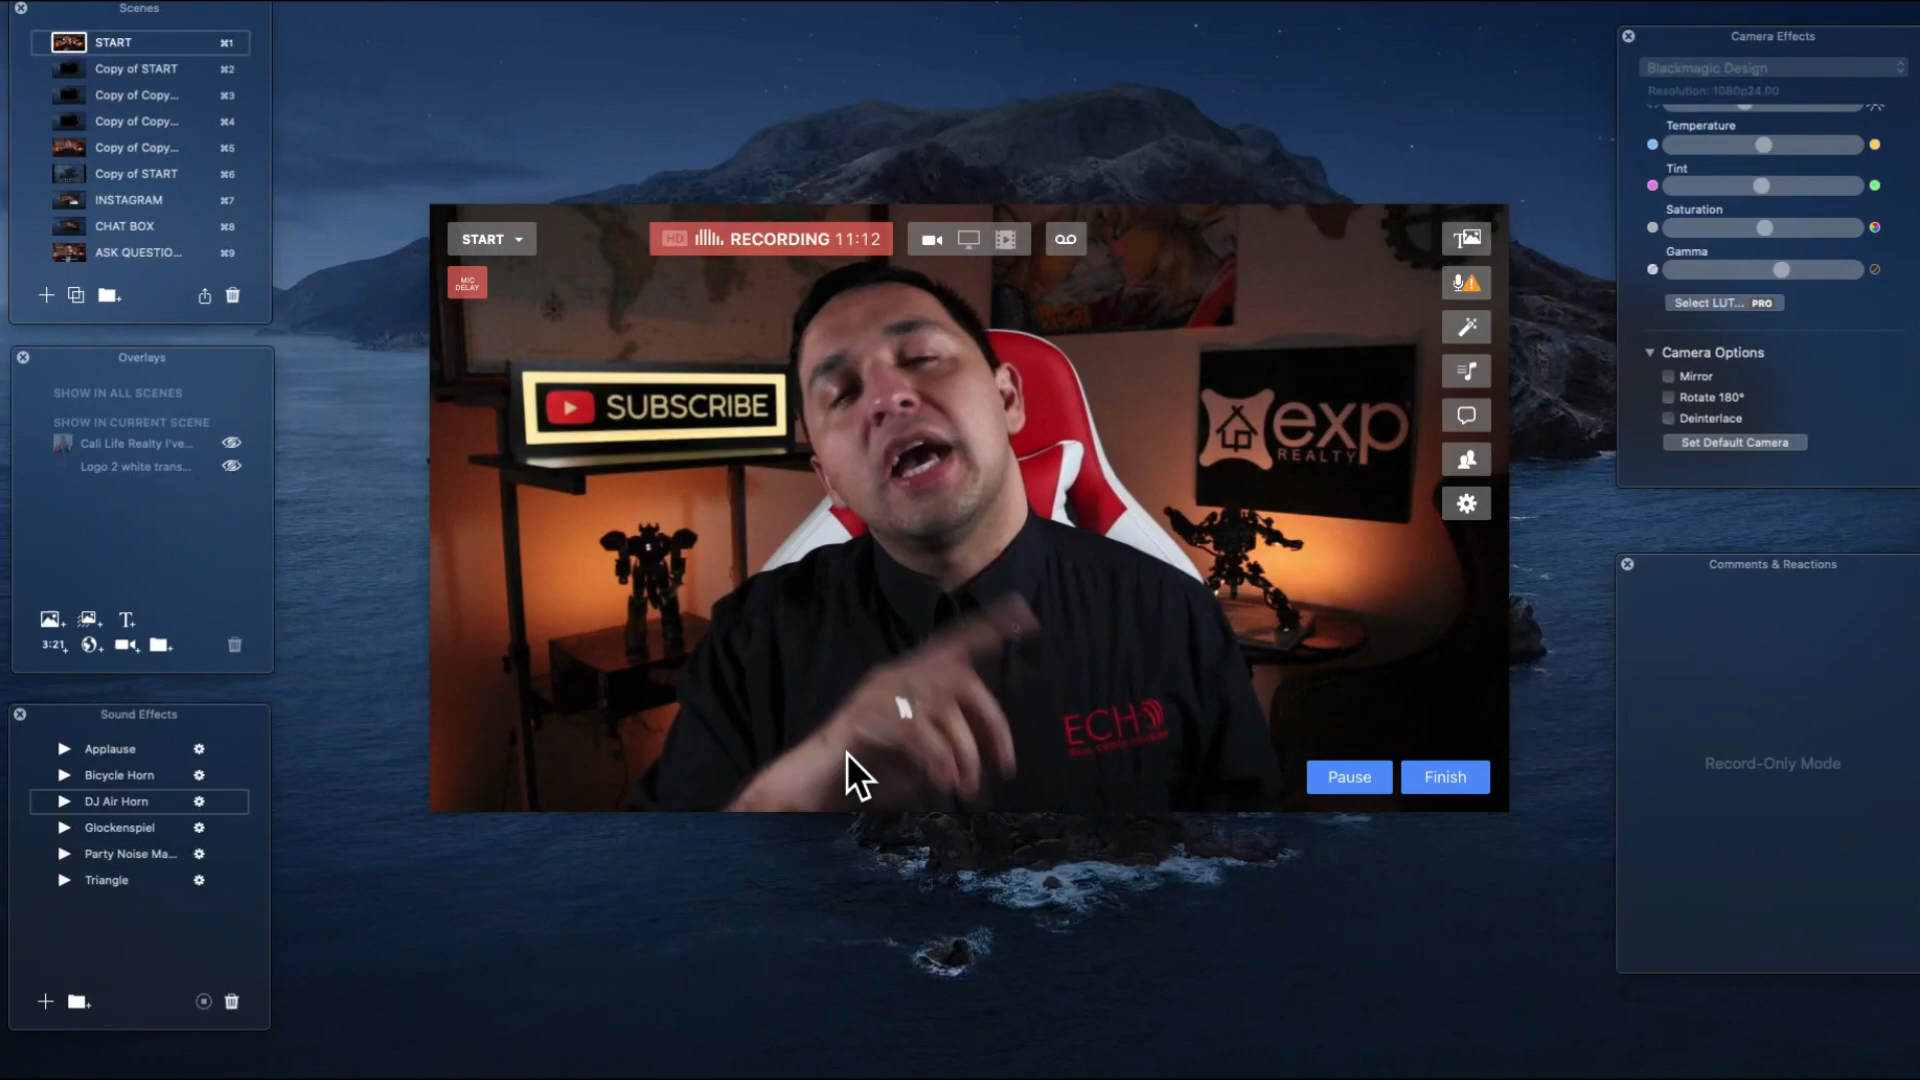 Scenes
START ⌘1
Copy of START ⌘2
Copy of Copy... ⌘3
Copy of Copy... ⌘4
Copy of Copy... ⌘5
Copy of START ⌘6
INSTAGRAM ⌘7
CHAT BOX ⌘8
ASK QUESTIO... ⌘9
Overlays
SHOW IN ALL SCENES
SHOW IN CURRENT SCENE
Cali Life Realty I've...
Logo 2 white trans...
3:21
Sound Effects
Applause
Bicycle Horn
DJ Air Horn
Glockenspiel
Party Noise Ma...
Triangle
START
HD RECORDING 11:12
MIC
DELAY
SUBSCRIBE
exp
REALTY
ECHO
Pause
Finish
Camera Effects
Blackmagic Design
Resolution: 1080p24.00
Temperature
Tint
Saturation
Gamma
Select LUT... PRO
Camera Options
Mirror
Rotate 180°
Deinterlace
Set Default Camera
Comments & Reactions
Record-Only Mode